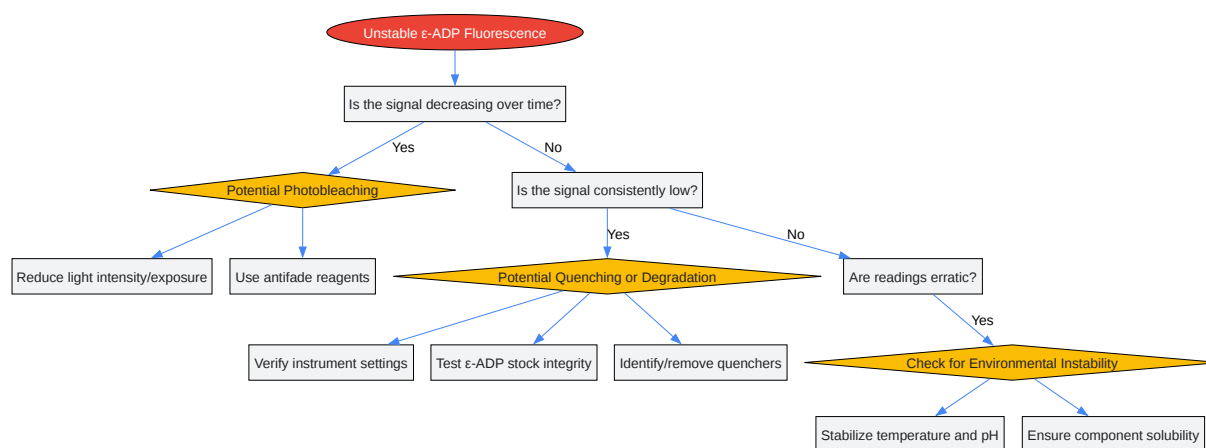 Unstable ε-ADP Fluorescence
Is the signal decreasing over time?
Yes
No
Potential Photobleaching
Is the signal consistently low?
Yes
No
Reduce light intensity/exposure
Use antifade reagents
Potential Quenching or Degradation
Are readings erratic?
Yes
Verify instrument settings
Test ε-ADP stock integrity
Identify/remove quenchers
Check for Environmental Instability
Stabilize temperature and pH
Ensure component solubility